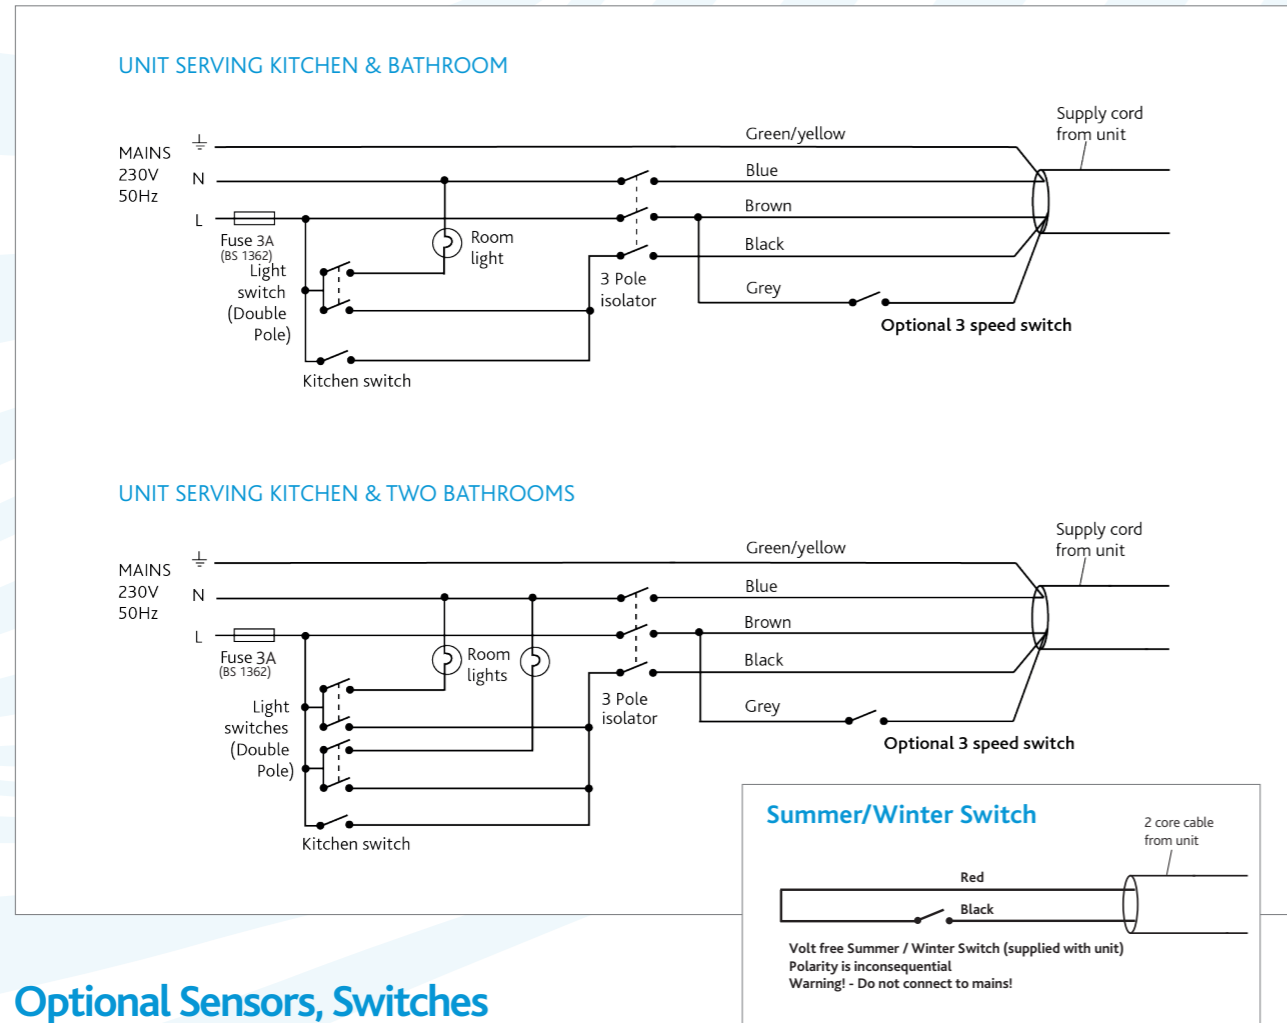 UNIT SERVING KITCHEN & BATHROOM
Supply cord
from unit
MAINS
230V
50Hz
N
L
Green/yellow
Blue
Brown
Black
Grey
Fuse 3A
(BS 1362)
Light
switch
(Double
Pole)
Room
light
3 Pole
isolator
Optional 3 speed switch
Kitchen switch
UNIT SERVING KITCHEN & TWO BATHROOMS
Supply cord
from unit
MAINS
230V
50Hz
N
L
Green/yellow
Blue
Brown
Black
Grey
Fuse 3A
(BS 1362)
Room
lights
Light
switches
(Double
Pole)
3 Pole
isolator
Optional 3 speed switch
Kitchen switch
Summer/Winter Switch
2 core cable
from unit
Red
Black
Volt free Summer / Winter Switch (supplied with unit)
Polarity is inconsequential
Warning! - Do not connect to mains!
Optional Sensors, Switches